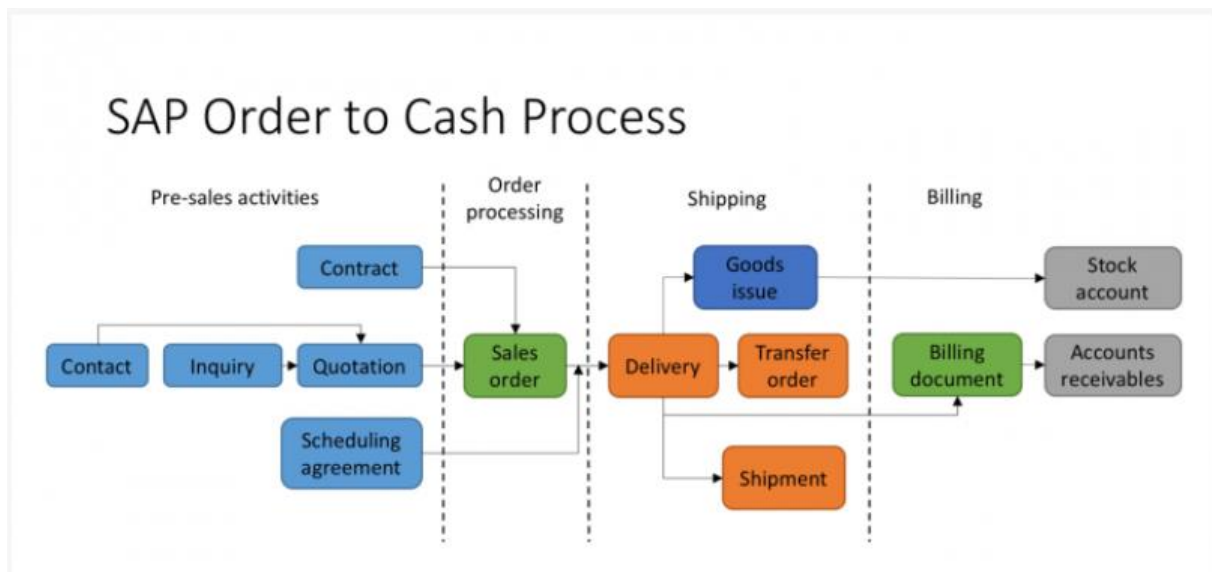 SAP Order to Cash Process
Pre-sales activities
Order
processing
Shipping
Billing
Contract
Goods
issue
Stock
account
Contact
Inquiry
Quotation
Sales
order
Delivery
Transfer
order
Billing
document
Accounts
receivables
Scheduling
agreement
Shipment